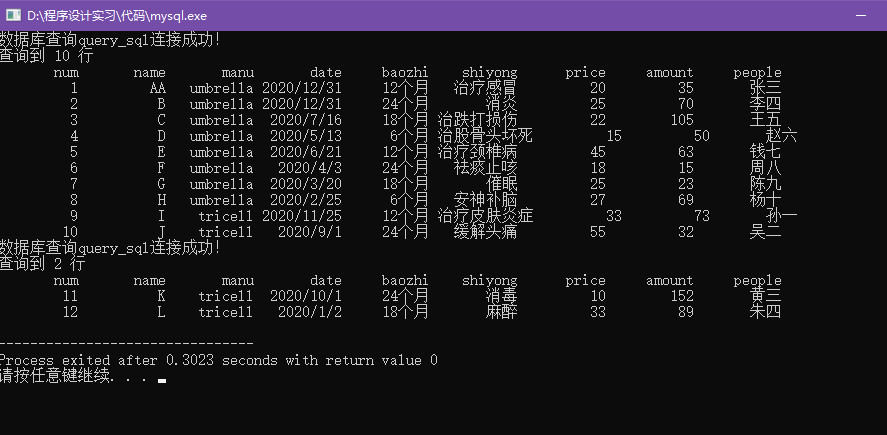 D:\程序设计实习\代码\mysql.exe
数据库查询query_sql连接成功!
查询到 10 行
num name manu date baozhi shiyong price amount people
1 AA umbrella 2020/12/31 12个月 治疗感冒 20 35 张三
2 B umbrella 2020/12/31 24个月 消炎 25 70 李四
3 C umbrella 2020/7/16 18个月 治跌打损伤 22 105 王五
4 D umbrella 2020/5/13 6个月 治股骨头坏死 15 50 赵六
5 E umbrella 2020/6/21 12个月 治疗颈椎病 45 63 钱七
6 F umbrella 2020/4/3 24个月 祛痰止咳 18 15 周八
7 G umbrella 2020/3/20 18个月 催眠 25 23 陈九
8 H umbrella 2020/2/25 6个月 安神补脑 27 69 杨十
9 I tricell 2020/11/25 12个月 治疗皮肤炎症 33 73 孙一
10 J tricell 2020/9/1 24个月 缓解头痛 55 32 吴二
数据库查询query_sql连接成功!
查询到 2 行
num name manu date baozhi shiyong price amount people
11 K tricell 2020/10/1 24个月 消毒 10 152 黄三
12 L tricell 2020/1/2 18个月 麻醉 33 89 朱四
--------------------------------
Process exited after 0.3023 seconds with return value 0
请按任意键继续. . .